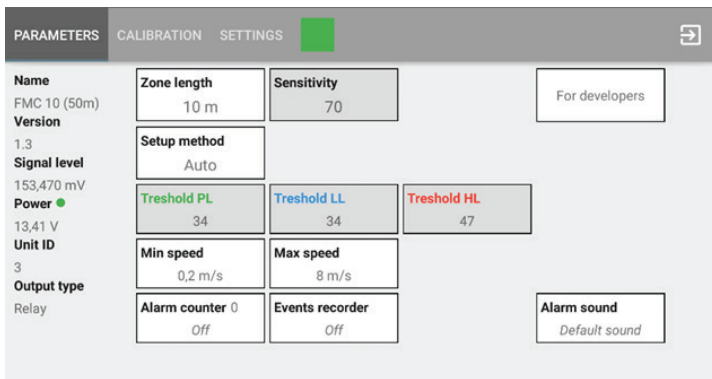 PARAMETERS CALIBRATION SETTINGS
Name
FMC 10 (50m)
Version
1.3
Signal level
153,470 mV
Power
13,41 V
Unit ID
3
Output type
Relay
Zone length
10 m
Sensitivity
70
For developers
Setup method
Auto
Treshold PL
34
Treshold LL
34
Treshold HL
47
Min speed
0,2 m/s
Max speed
8 m/s
Alarm counter 0
Off
Events recorder
Off
Alarm sound
Default sound